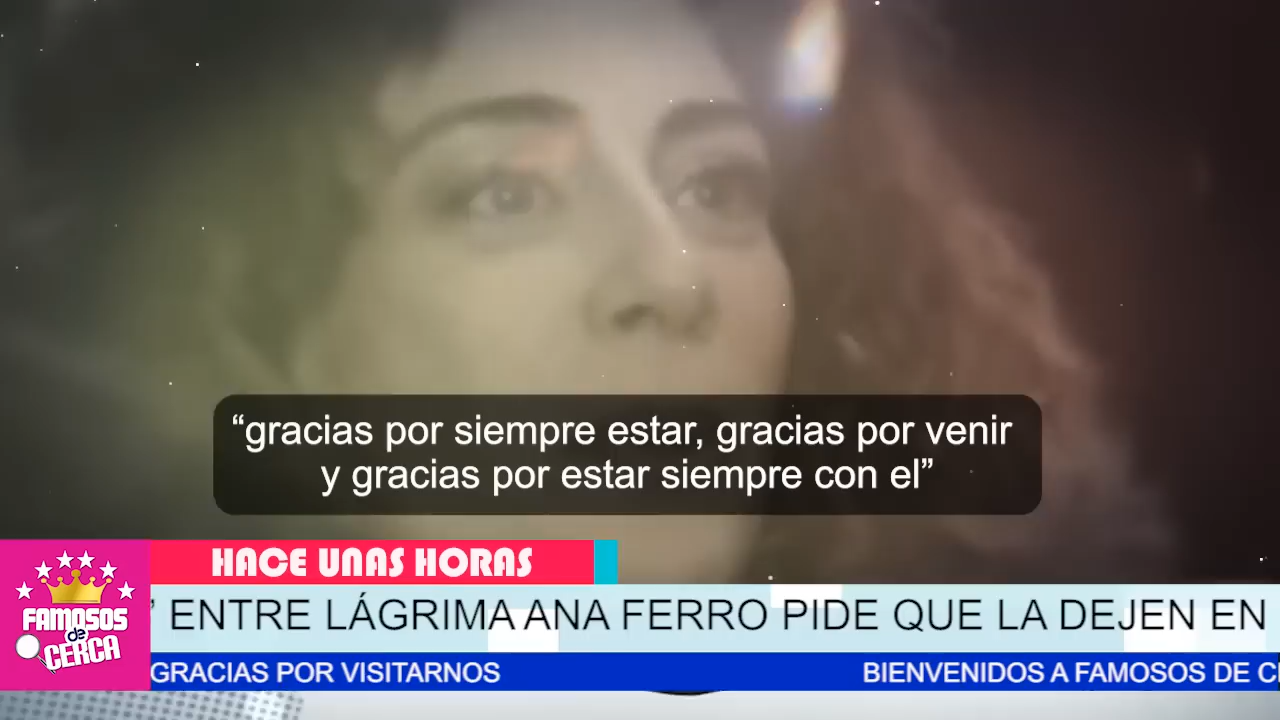 “gracias por siempre estar, gracias por venir
y gracias por estar siempre con el”
HACE UNAS HORAS
FAMOSOS
de
CERCA
’ ENTRE LÁGRIMA ANA FERRO PIDE QUE LA DEJEN EN
GRACIAS POR VISITARNOS
BIENVENIDOS A FAMOSOS DE